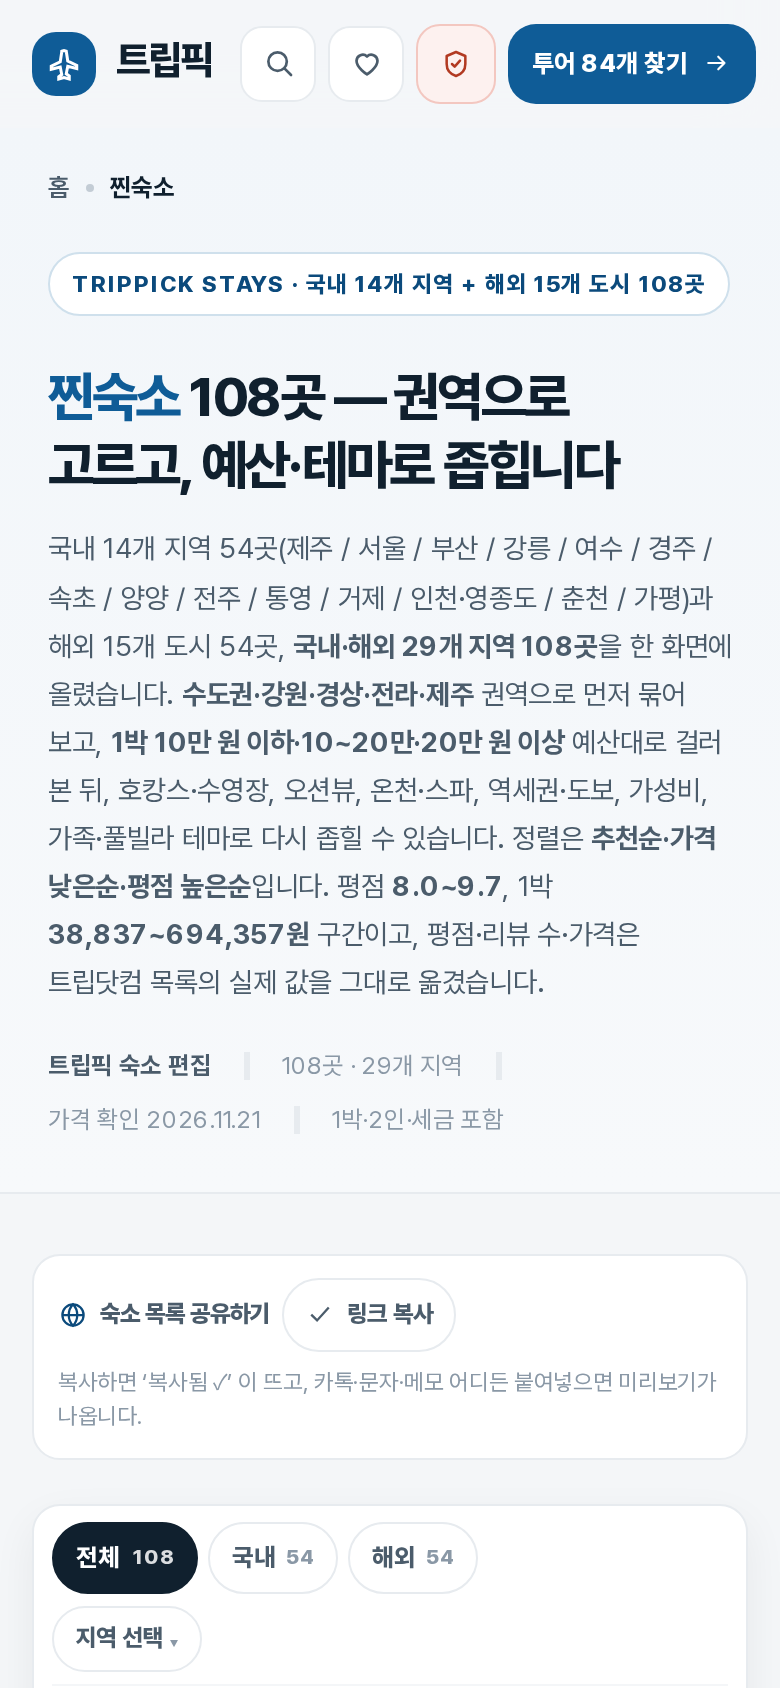 트립픽
투어 84개 찾기 →
홈 • 찐숙소
TRIPPICK STAYS · 국내 14개 지역 + 해외 15개 도시 108곳
찐숙소 108곳 — 권역으로
고르고, 예산·테마로 좁힙니다
국내 14개 지역 54곳(제주 / 서울 / 부산 / 강릉 / 여수 / 경주 /
속초 / 양양 / 전주 / 통영 / 거제 / 인천·영종도 / 춘천 / 가평)과
해외 15개 도시 54곳, 국내·해외 29개 지역 108곳을 한 화면에
올렸습니다. 수도권·강원·경상·전라·제주 권역으로 먼저 묶어
보고, 1박 10만 원 이하·10~20만·20만 원 이상 예산대로 걸러
본 뒤, 호캉스·수영장, 오션뷰, 온천·스파, 역세권·도보, 가성비,
가족·풀빌라 테마로 다시 좁힐 수 있습니다. 정렬은 추천순·가격
낮은순·평점 높은순입니다. 평점 8.0~9.7, 1박
38,837~694,357원 구간이고, 평점·리뷰 수·가격은
트립닷컴 목록의 실제 값을 그대로 옮겼습니다.
트립픽 숙소 편집 | 108곳 · 29개 지역 |
가격 확인 2026.11.21 | 1박·2인·세금 포함
숙소 목록 공유하기 ✓ 링크 복사
복사하면 ‘복사됨 ✓’ 이 뜨고, 카톡·문자·메모 어디든 붙여넣으면 미리보기가
나옵니다.
전체 108 국내 54 해외 54
지역 선택 ▾